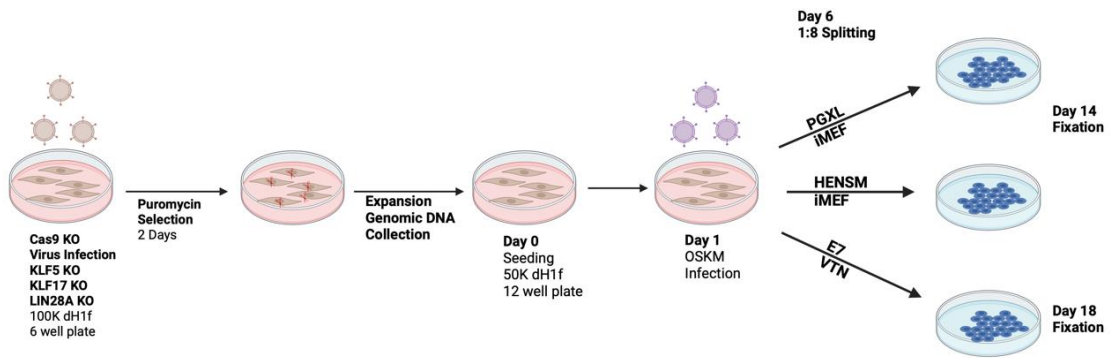 Cas9 KO
Virus Infection
KLF5 KO
KLF17 KO
LIN28A KO
100K dH1f
6 well plate
Puromycin
Selection
2 Days
Expansion
Genomic DNA
Collection
Day 0
Seeding
50K dH1f
12 well plate
Day 1
OSKM
Infection
Day 6
1:8 Splitting
PGXL
iMEF
HENSM
iMEF
E7
VTN
Day 14
Fixation
Day 18
Fixation